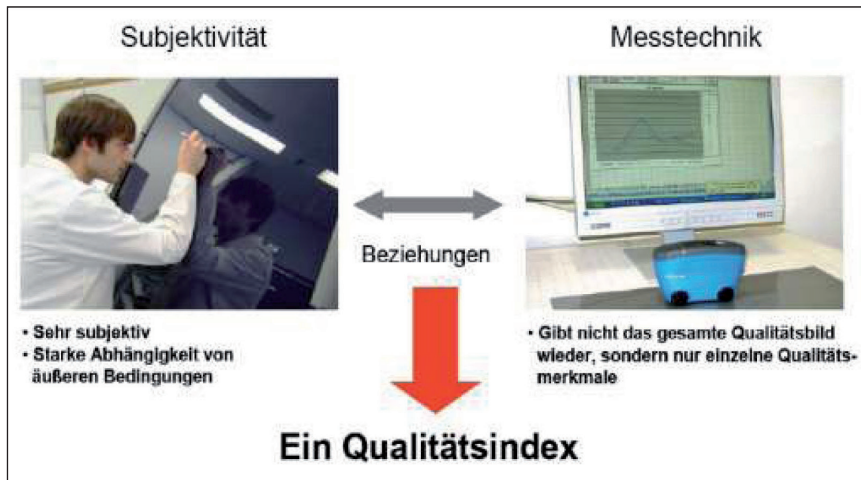 Subjektivität
Messtechnik
Beziehungen
• Sehr subjektiv
• Starke Abhängigkeit von
äußeren Bedingungen
• Gibt nicht das gesamte Qualitätsbild
wieder, sondern nur einzelne Qualitäts-
merkmale
Ein Qualitätsindex